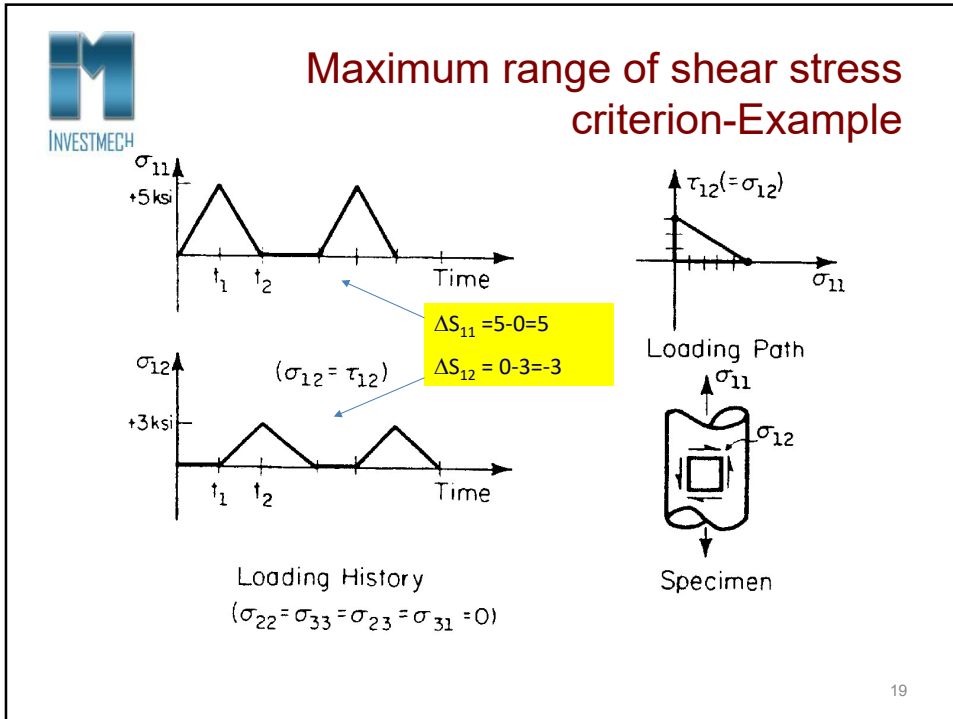 INVESTMECH
Maximum range of shear stress
criterion-Example
σ11
+5 ksi
t1 t2 Time
σ12
(σ12 = τ12)
+3 ksi
t1 t2 Time
ΔS11 =5-0=5
ΔS12 = 0-3=-3
Loading History
(σ22 = σ33 = σ23 = σ31 = 0)
τ12(=σ12)
σ11
Loading Path
σ11
σ12
Specimen
19